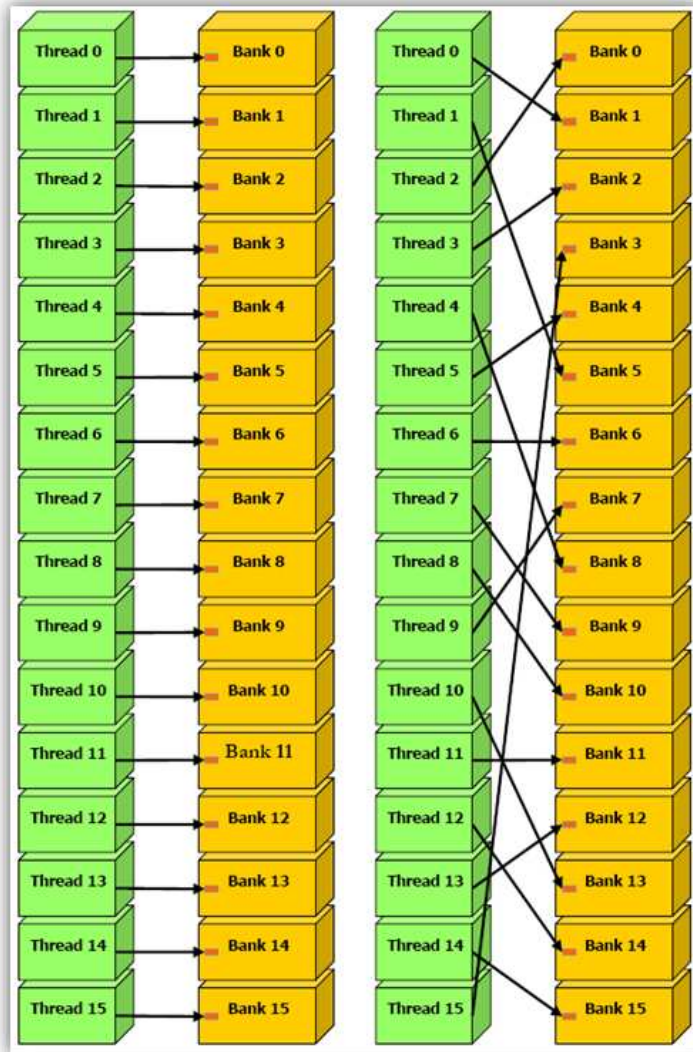 Thread 0 Bank 0 Thread 0 Bank 0
Thread 1 Bank 1 Thread 1 Bank 1
Thread 2 Bank 2 Thread 2 Bank 2
Thread 3 Bank 3 Thread 3 Bank 3
Thread 4 Bank 4 Thread 4 Bank 4
Thread 5 Bank 5 Thread 5 Bank 5
Thread 6 Bank 6 Thread 6 Bank 6
Thread 7 Bank 7 Thread 7 Bank 7
Thread 8 Bank 8 Thread 8 Bank 8
Thread 9 Bank 9 Thread 9 Bank 9
Thread 10 Bank 10 Thread 10 Bank 10
Thread 11 Bank 11 Thread 11 Bank 11
Thread 12 Bank 12 Thread 12 Bank 12
Thread 13 Bank 13 Thread 13 Bank 13
Thread 14 Bank 14 Thread 14 Bank 14
Thread 15 Bank 15 Thread 15 Bank 15